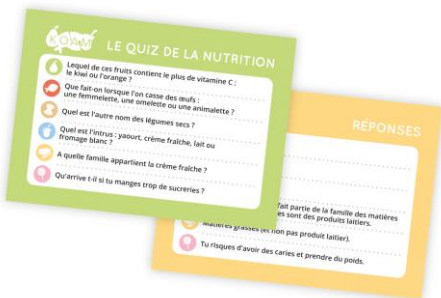 KOM
LE QUIZ DE LA NUTRITION
Lequel de ces fruits contient le plus de vitamine C :
le kiwi ou l'orange ?
Que fait-on lorsque l'on casse des œufs :
une femmelette, une omelette ou une animalette ?
Quel est l'autre nom des légumes secs ?
Quel est l'intrus : yaourt, crème fraîche, lait ou
fromage blanc ?
A quelle famille appartient la crème fraîche ?
Qu'arrive t-il si tu manges trop de sucreries ?
RÉPONSES
fait partie de la famille des matières
es sont des produits laitiers.
Matières grasses (et non pas produit laitier).
Tu risques d'avoir des caries et prendre du poids.